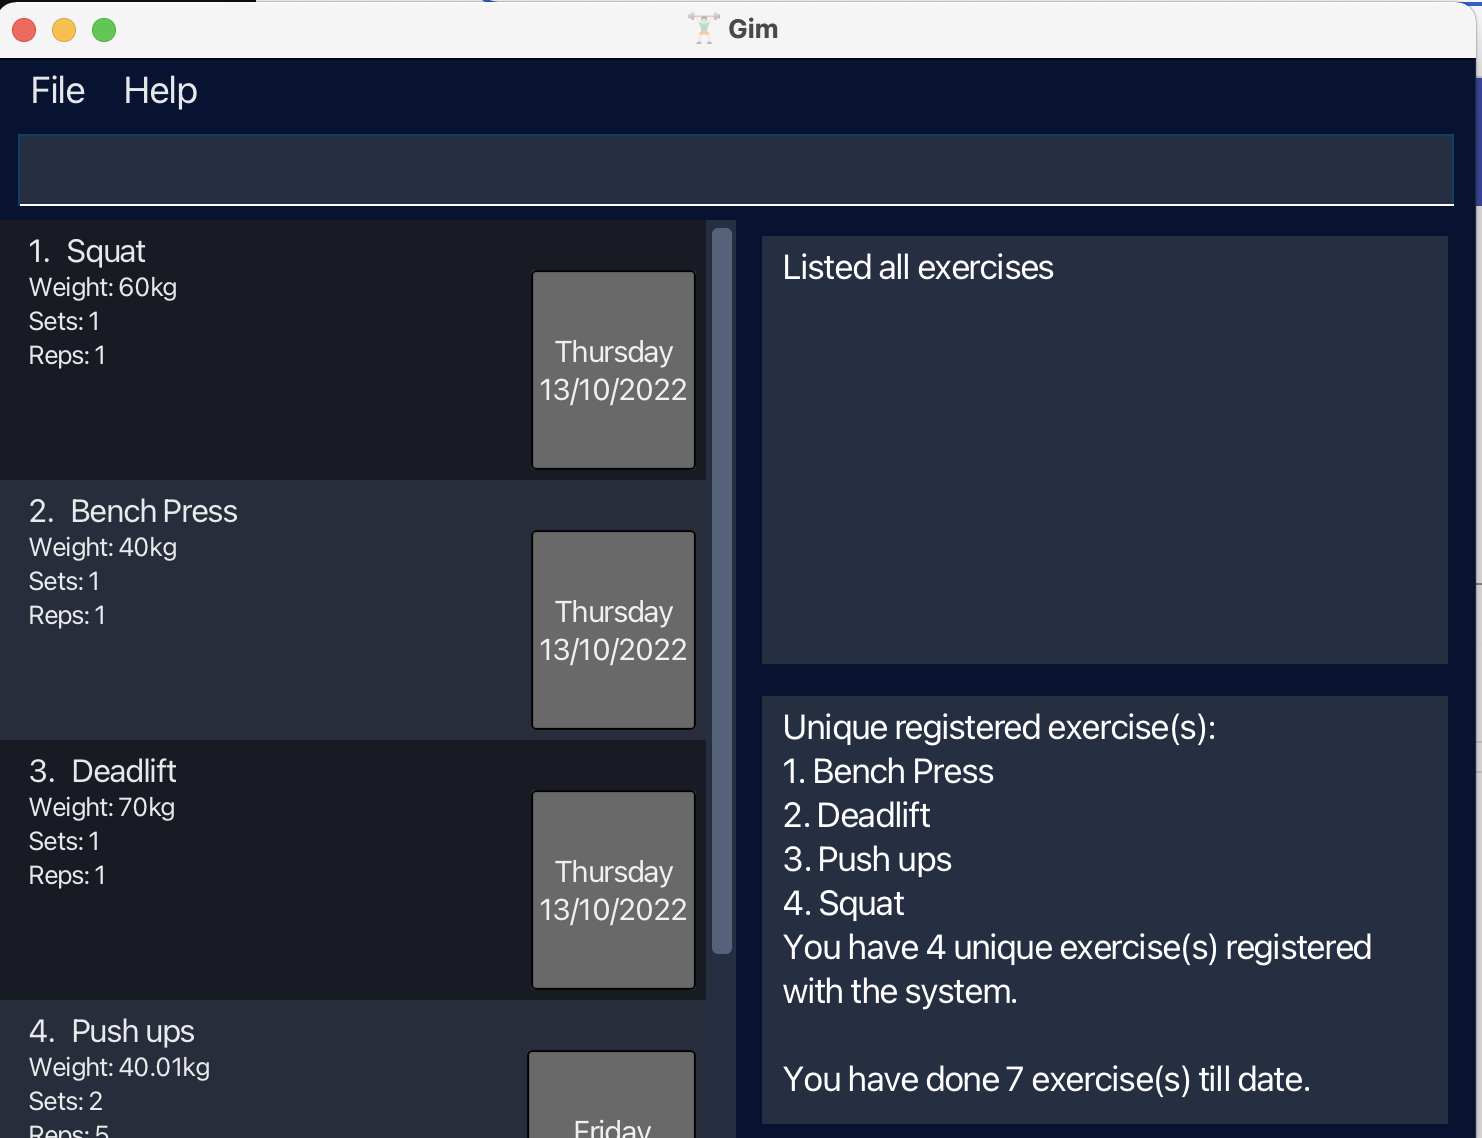 Gim
File Help
1. Squat
Weight: 60kg
Sets: 1
Reps: 1
Thursday
13/10/2022
2. Bench Press
Weight: 40kg
Sets: 1
Reps: 1
Thursday
13/10/2022
3. Deadlift
Weight: 70kg
Sets: 1
Reps: 1
Thursday
13/10/2022
4. Push ups
Weight: 40.01kg
Sets: 2
Reps: 5
Friday
Listed all exercises
Unique registered exercise(s):
1. Bench Press
2. Deadlift
3. Push ups
4. Squat
You have 4 unique exercise(s) registered
with the system.
You have done 7 exercise(s) till date.